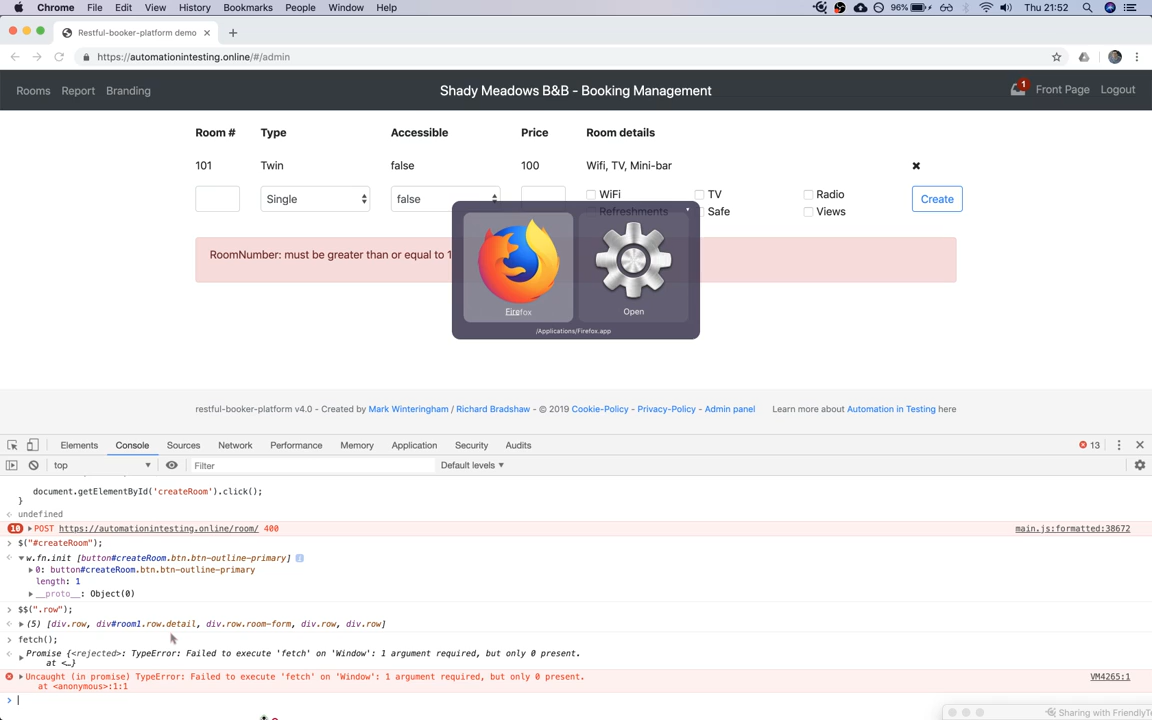 Chrome File Edit View History Bookmarks People Window Help 96% Thu 21:52
Restful-booker-platform demo
https://automationintesting.online/#/admin
Rooms Report Branding Shady Meadows B&B - Booking Management 1 Front Page Logout
Room # Type Accessible Price Room details
101 Twin false 100 Wifi, TV, Mini-bar
Single false WiFi TV Radio Create
Refreshments Safe Views
RoomNumber: must be greater than or equal to 1
Firefox Open
/Applications/Firefox.app
restful-booker-platform v4.0 - Created by Mark Winteringham / Richard Bradshaw - © 2019 Cookie-Policy - Privacy-Policy - Admin panel Learn more about Automation in Testing here
Elements Console Sources Network Performance Memory Application Security Audits 13
top Filter Default levels
document.getElementById('createRoom').click();
}
undefined
10 POST https://automationintesting.online/room/ 400 main.js:formatted:38672
$("#createRoom");
w.fn.init [button#createRoom.btn.btn-outline-primary]
0: button#createRoom.btn.btn-outline-primary
length: 1
__proto__: Object(0)
$$(".row");
(5) [div.row, div#room1.row.detail, div.row.room-form, div.row, div.row]
fetch();
Promise {<rejected>: TypeError: Failed to execute 'fetch' on 'Window': 1 argument required, but only 0 present.
at <…}
Uncaught (in promise) TypeError: Failed to execute 'fetch' on 'Window': 1 argument required, but only 0 present. VM4265:1
at <anonymous>:1:1
Sharing with FriendlyTe